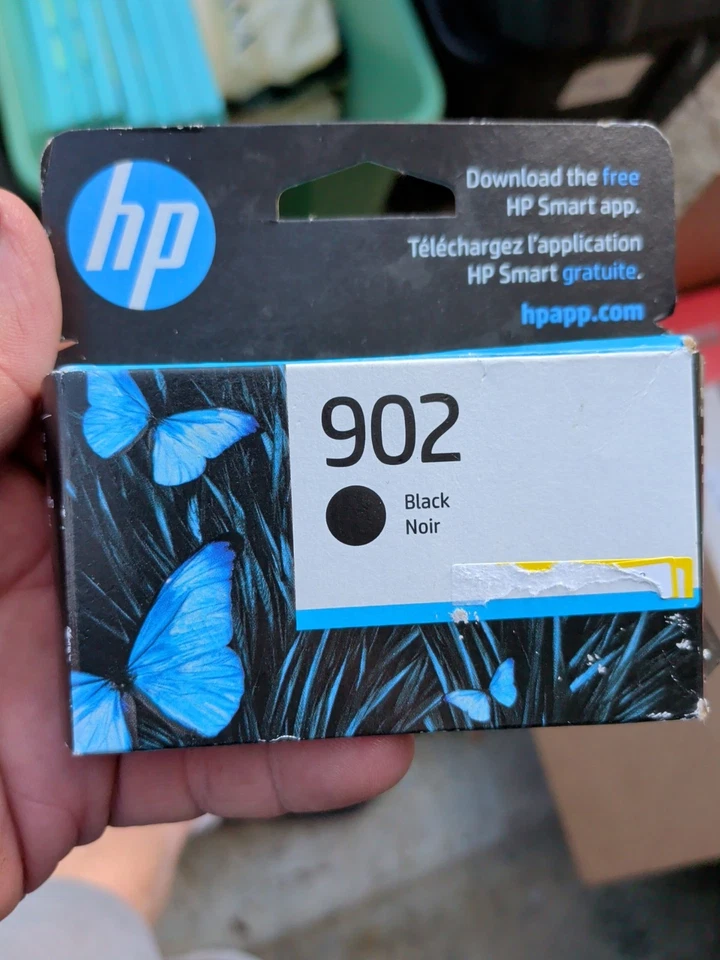 hp
Download the free
HP Smart app.
Téléchargez l'application
HP Smart gratuite.
hpapp.com
902
Black
Noir